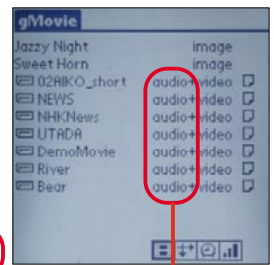 gMovie
Jazzy Night image
Sweet Horn image
02AIKO_short audio+video
NEWS audio+video
NHKNews audio+video
UTADA audio+video
DemoMovie audio+video
River audio+video
Bear audio+video